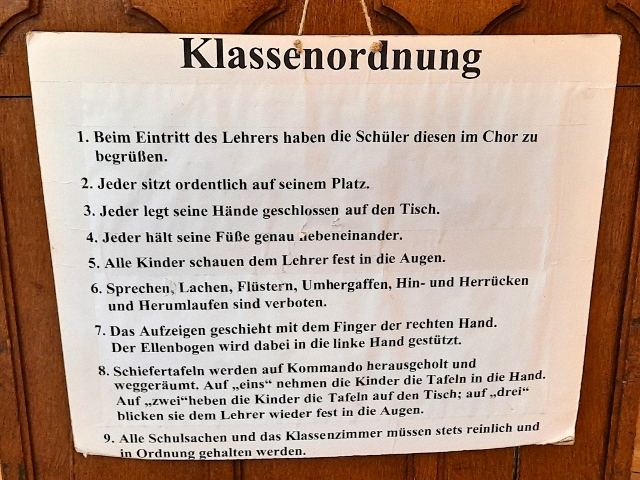 Klassenordnung
1. Beim Eintritt des Lehrers haben die Schüler diesen im Chor zu
begrüßen.
2. Jeder sitzt ordentlich auf seinem Platz.
3. Jeder legt seine Hände geschlossen auf den Tisch.
4. Jeder hält seine Füße genau nebeneinander.
5. Alle Kinder schauen dem Lehrer fest in die Augen.
6. Sprechen, Lachen, Flüstern, Umhergaffen, Hin- und Herrücken
und Herumlaufen sind verboten.
7. Das Aufzeigen geschieht mit dem Finger der rechten Hand.
Der Ellenbogen wird dabei in die linke Hand gestützt.
8. Schiefertafeln werden auf Kommando herausgeholt und
weggeräumt. Auf „eins" nehmen die Kinder die Tafeln in die Hand.
Auf „zwei"heben die Kinder die Tafeln auf den Tisch; auf „drei"
blicken sie dem Lehrer wieder fest in die Augen.
9. Alle Schulsachen und das Klassenzimmer müssen stets reinlich und
in Ordnung gehalten werden.